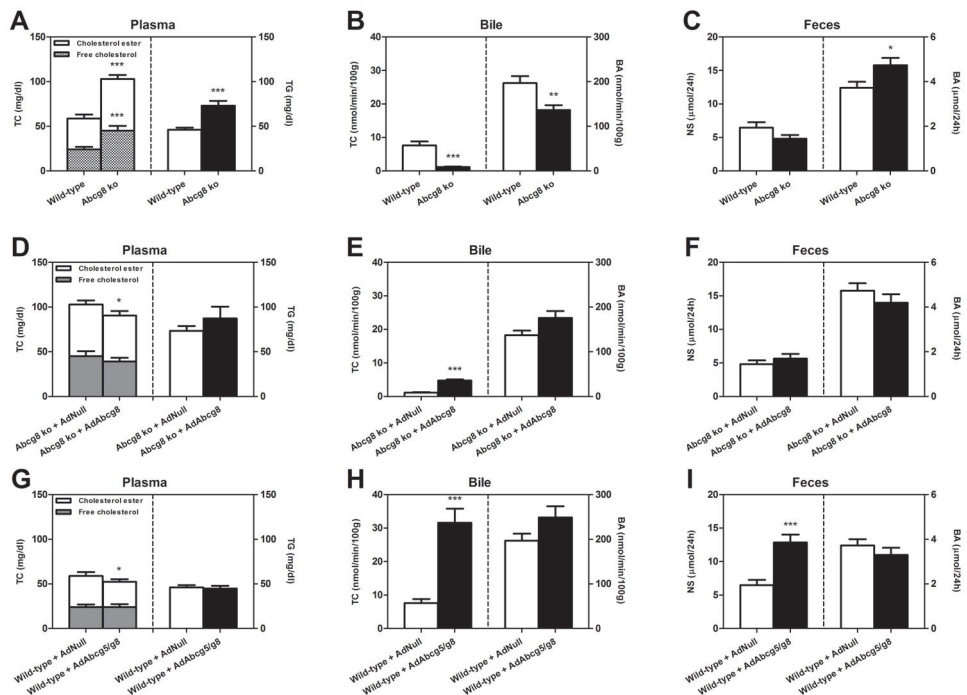 A
Plasma
Cholesterol ester
Free cholesterol
TC (mg/dl)
150
100
50
0
***
***
***
TG (mg/dl)
150
100
50
0
Wild-type
Abcg8 ko
Wild-type
Abcg8 ko
B
Bile
TC (nmol/min/100g)
40
30
20
10
0
***
**
BA (nmol/min/100g)
300
200
100
0
Wild-type
Abcg8 ko
Wild-type
Abcg8 ko
C
Feces
NS (μmol/24h)
20
15
10
5
0
*
BA (μmol/24h)
6
4
2
0
Wild-type
Abcg8 ko
Wild-type
Abcg8 ko
D
Plasma
Cholesterol ester
Free cholesterol
TC (mg/dl)
150
100
50
0
*
TG (mg/dl)
150
100
50
0
Abcg8 ko + AdNull
Abcg8 ko + AdAbcg8
Abcg8 ko + AdNull
Abcg8 ko + AdAbcg8
E
Bile
TC (nmol/min/100g)
40
30
20
10
0
***
BA (nmol/min/100g)
300
200
100
0
Abcg8 ko + AdNull
Abcg8 ko + AdAbcg8
Abcg8 ko + AdNull
Abcg8 ko + AdAbcg8
F
Feces
NS (μmol/24h)
20
15
10
5
0
BA (μmol/24h)
6
4
2
0
Abcg8 ko + AdNull
Abcg8 ko + AdAbcg8
Abcg8 ko + AdNull
Abcg8 ko + AdAbcg8
G
Plasma
Cholesterol ester
Free cholesterol
TC (mg/dl)
150
100
50
0
*
TG (mg/dl)
150
100
50
0
Wild-type + AdNull
Wild-type + AdAbcg5/g8
Wild-type + AdNull
Wild-type + AdAbcg5/g8
H
Bile
TC (nmol/min/100g)
40
30
20
10
0
***
BA (nmol/min/100g)
300
200
100
0
Wild-type + AdNull
Wild-type + AdAbcg5/g8
Wild-type + AdNull
Wild-type + AdAbcg5/g8
I
Feces
NS (μmol/24h)
20
15
10
5
0
***
BA (μmol/24h)
6
4
2
0
Wild-type + AdNull
Wild-type + AdAbcg5/g8
Wild-type + AdNull
Wild-type + AdAbcg5/g8